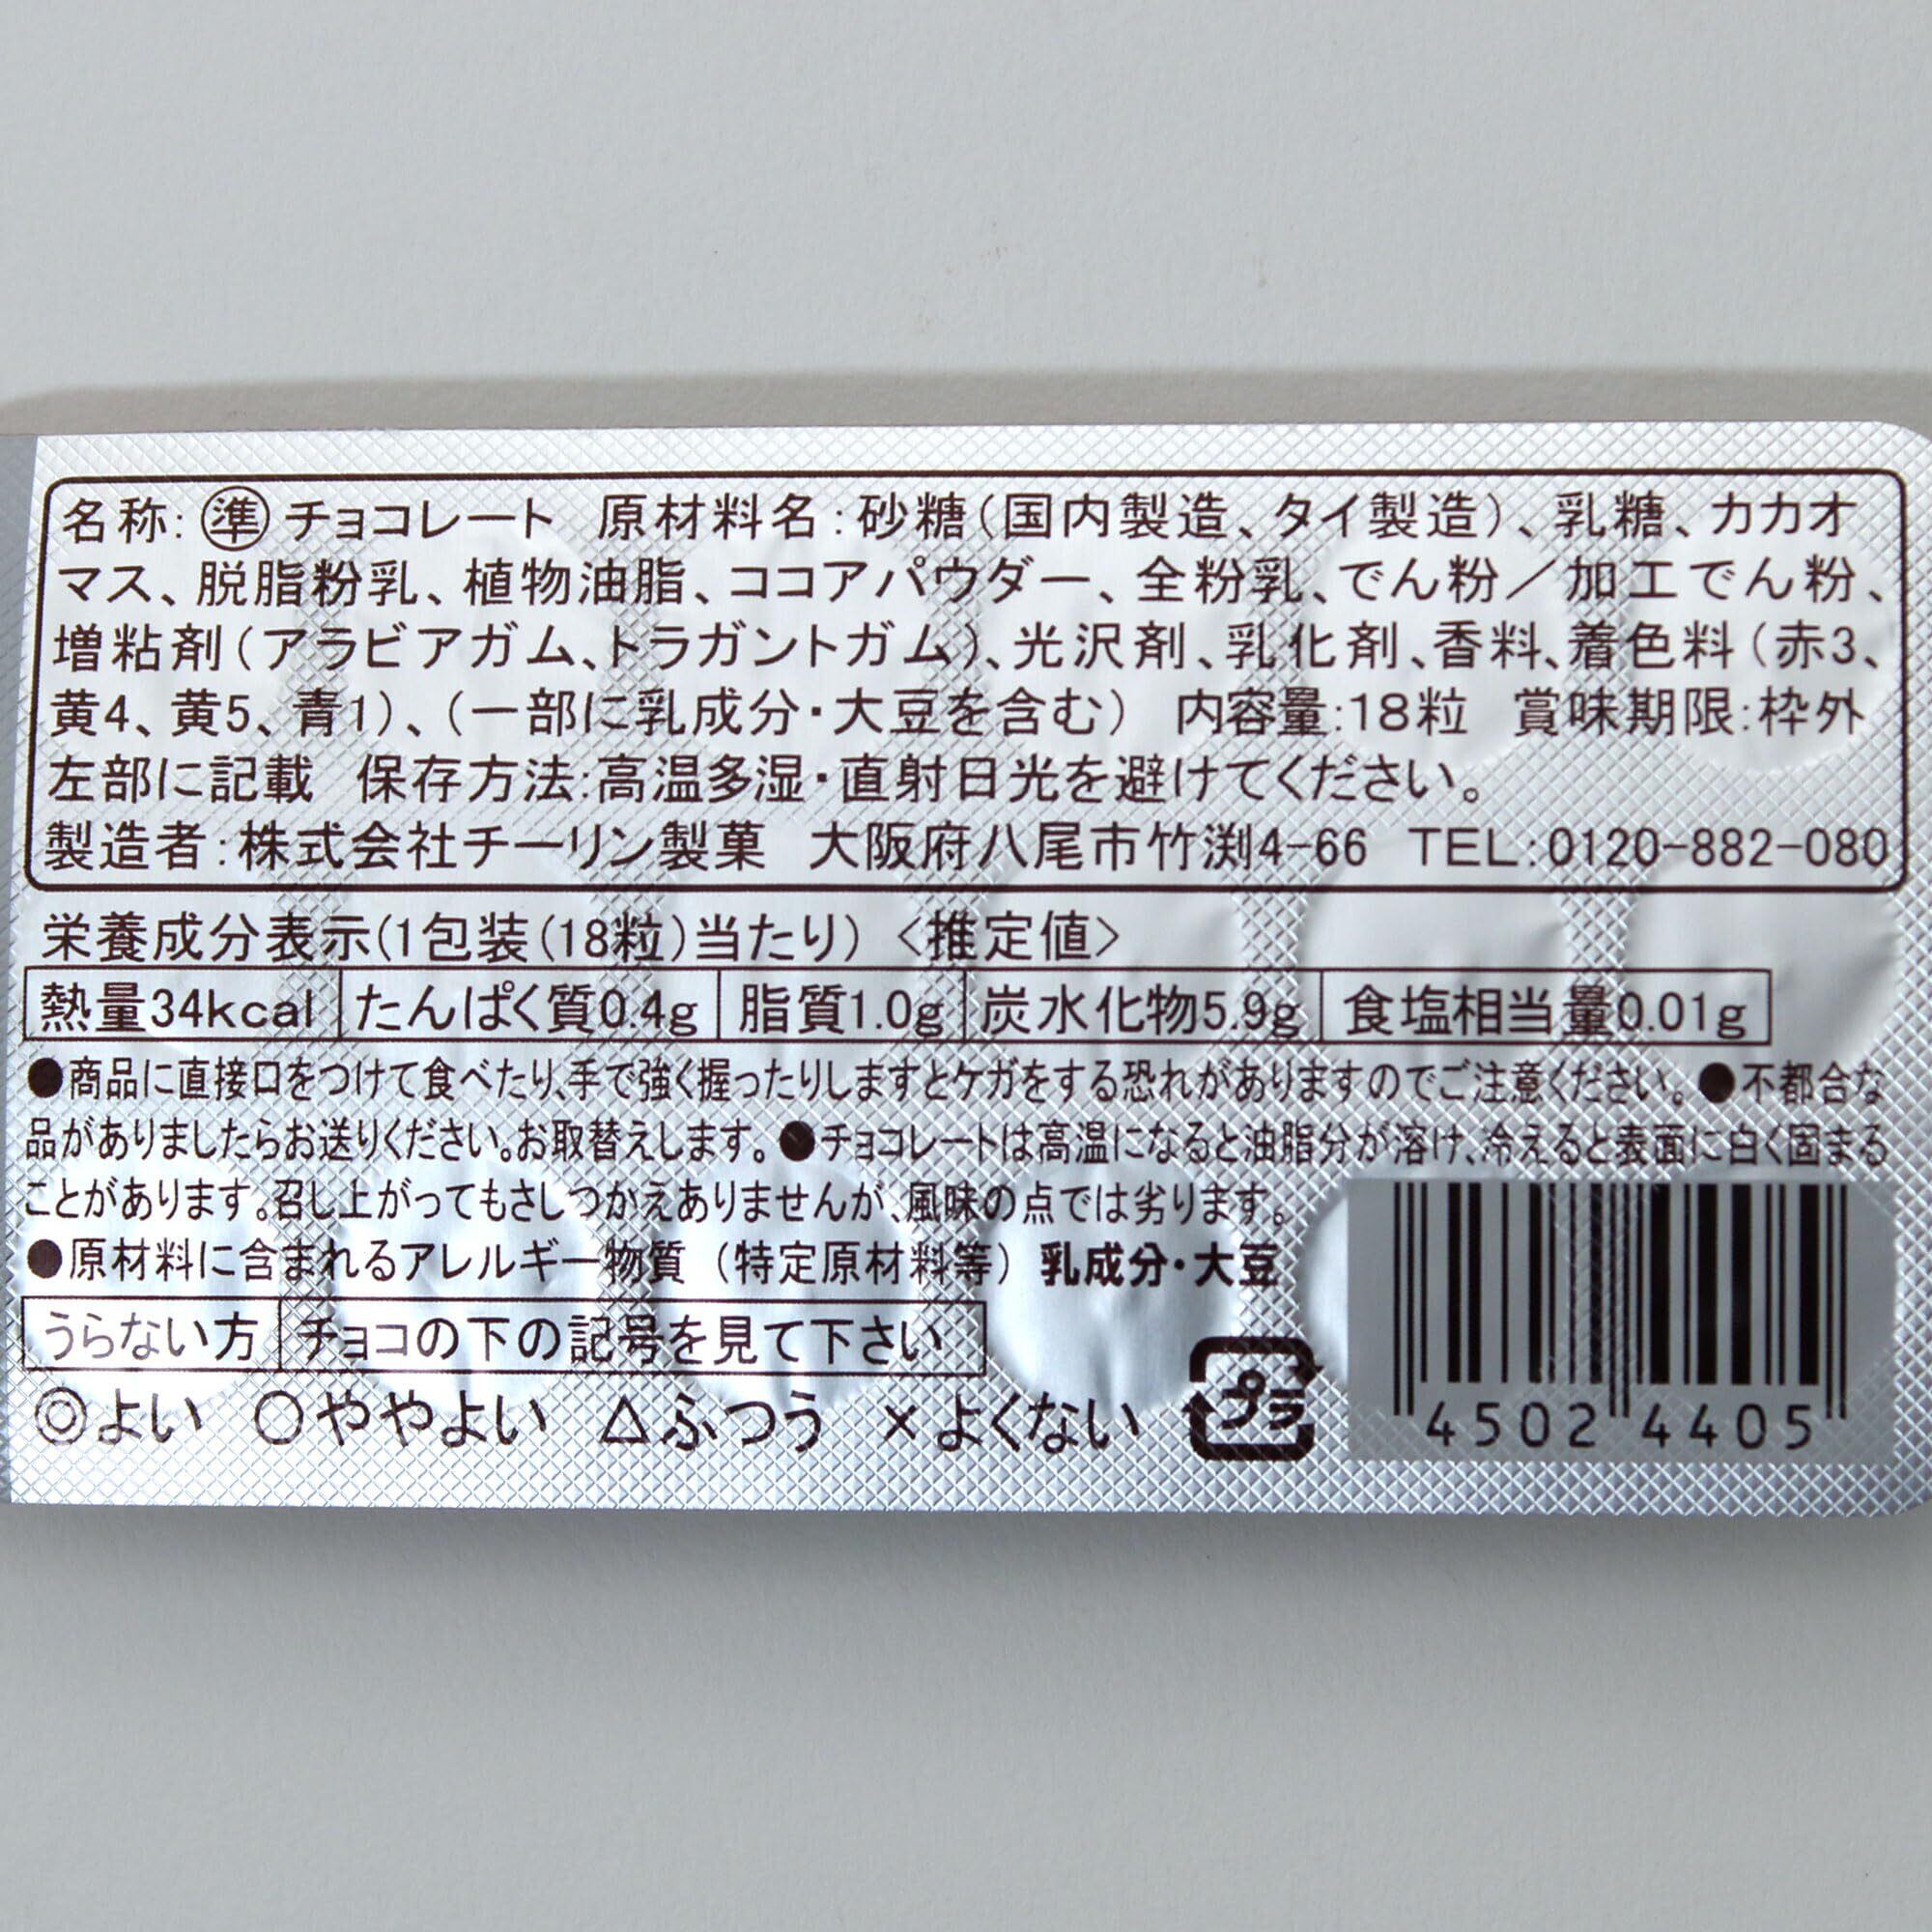 名称:㊜チョコレート 原材料名:砂糖(国内製造、タイ製造)、乳糖、カカオ
マス、脱脂粉乳、植物油脂、ココアパウダー、全粉乳、でん粉／加工でん粉、
増粘剤(アラビアガム、トラガントガム)、光沢剤、乳化剤、香料、着色料(赤3、
黄4、黄5、青1)、(一部に乳成分・大豆を含む) 内容量:18粒 賞味期限:枠外
左部に記載 保存方法:高温多湿・直射日光を避けてください。
製造者:株式会社チーリン製菓 大阪府八尾市竹渕4-66 TEL:0120-882-080
栄養成分表示(1包装(18粒)当たり)〈推定値〉
熱量34kcal たんぱく質0.4g 脂質1.0g 炭水化物5.9g 食塩相当量0.01g
●商品に直接口をつけて食べたり、手で強く握ったりしますとケガをする恐れがありますのでご注意ください。●不都合な
品がありましたらお送りください。お取替えします。●チョコレートは高温になると油脂分が溶け、冷えると表面に白く固まる
ことがあります。召し上がってもさしつかえありませんが、風味の点では劣ります。
●原材料に含まれるアレルギー物質(特定原材料等)乳成分・大豆
うらない方 チョコの下の記号を見て下さい
◎よい ○ややよい △ふつう ×よくない
プラ
4502 4405